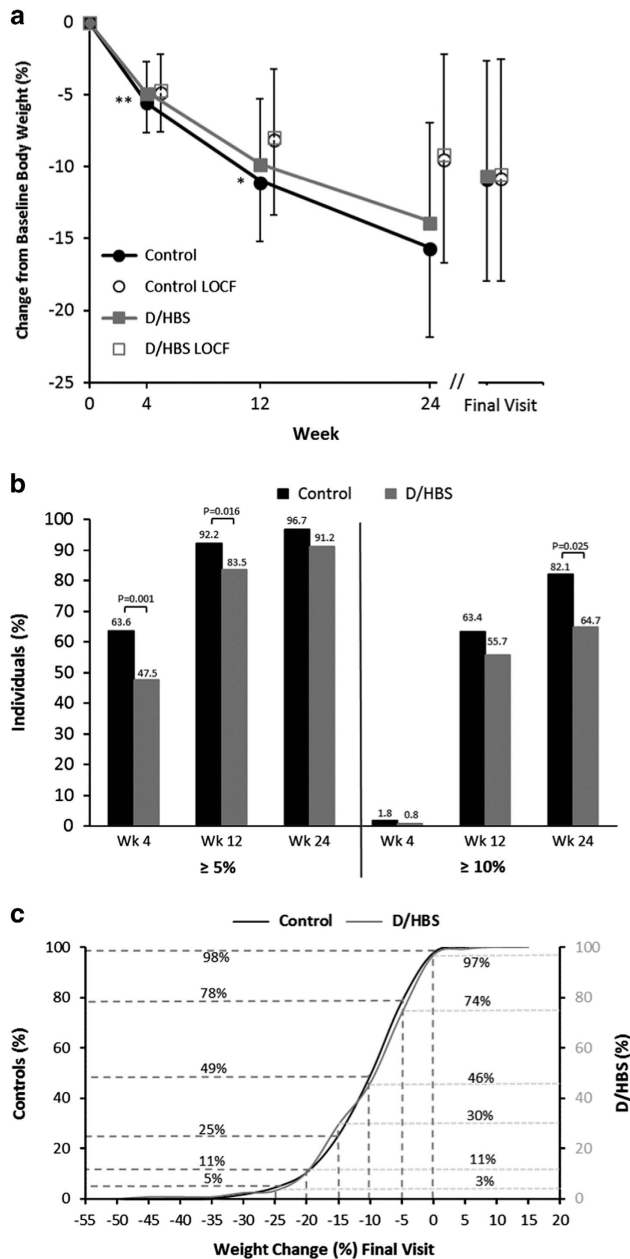 a
0
-5
-10
-15
-20
-25
Change from Baseline Body Weight (%)
**
*
Control
Control LOCF
D/HBS
D/HBS LOCF
0
4
12
24
//
Final Visit
Week
b
Control
D/HBS
Individuals (%)
100
90
80
70
60
50
40
30
20
10
0
P=0.001
63.6
47.5
P=0.016
92.2
83.5
96.7
91.2
1.8
0.8
63.4
55.7
P=0.025
82.1
64.7
Wk 4
Wk 12
Wk 24
Wk 4
Wk 12
Wk 24
≥ 5%
≥ 10%
c
Control
D/HBS
Controls (%)
100
80
60
40
20
0
98%
78%
49%
25%
11%
5%
97%
74%
46%
30%
11%
3%
100
80
60
40
20
0
D/HBS (%)
-55 -50 -45 -40 -35 -30 -25 -20 -15 -10 -5 0 5 10 15 20
Weight Change (%) Final Visit